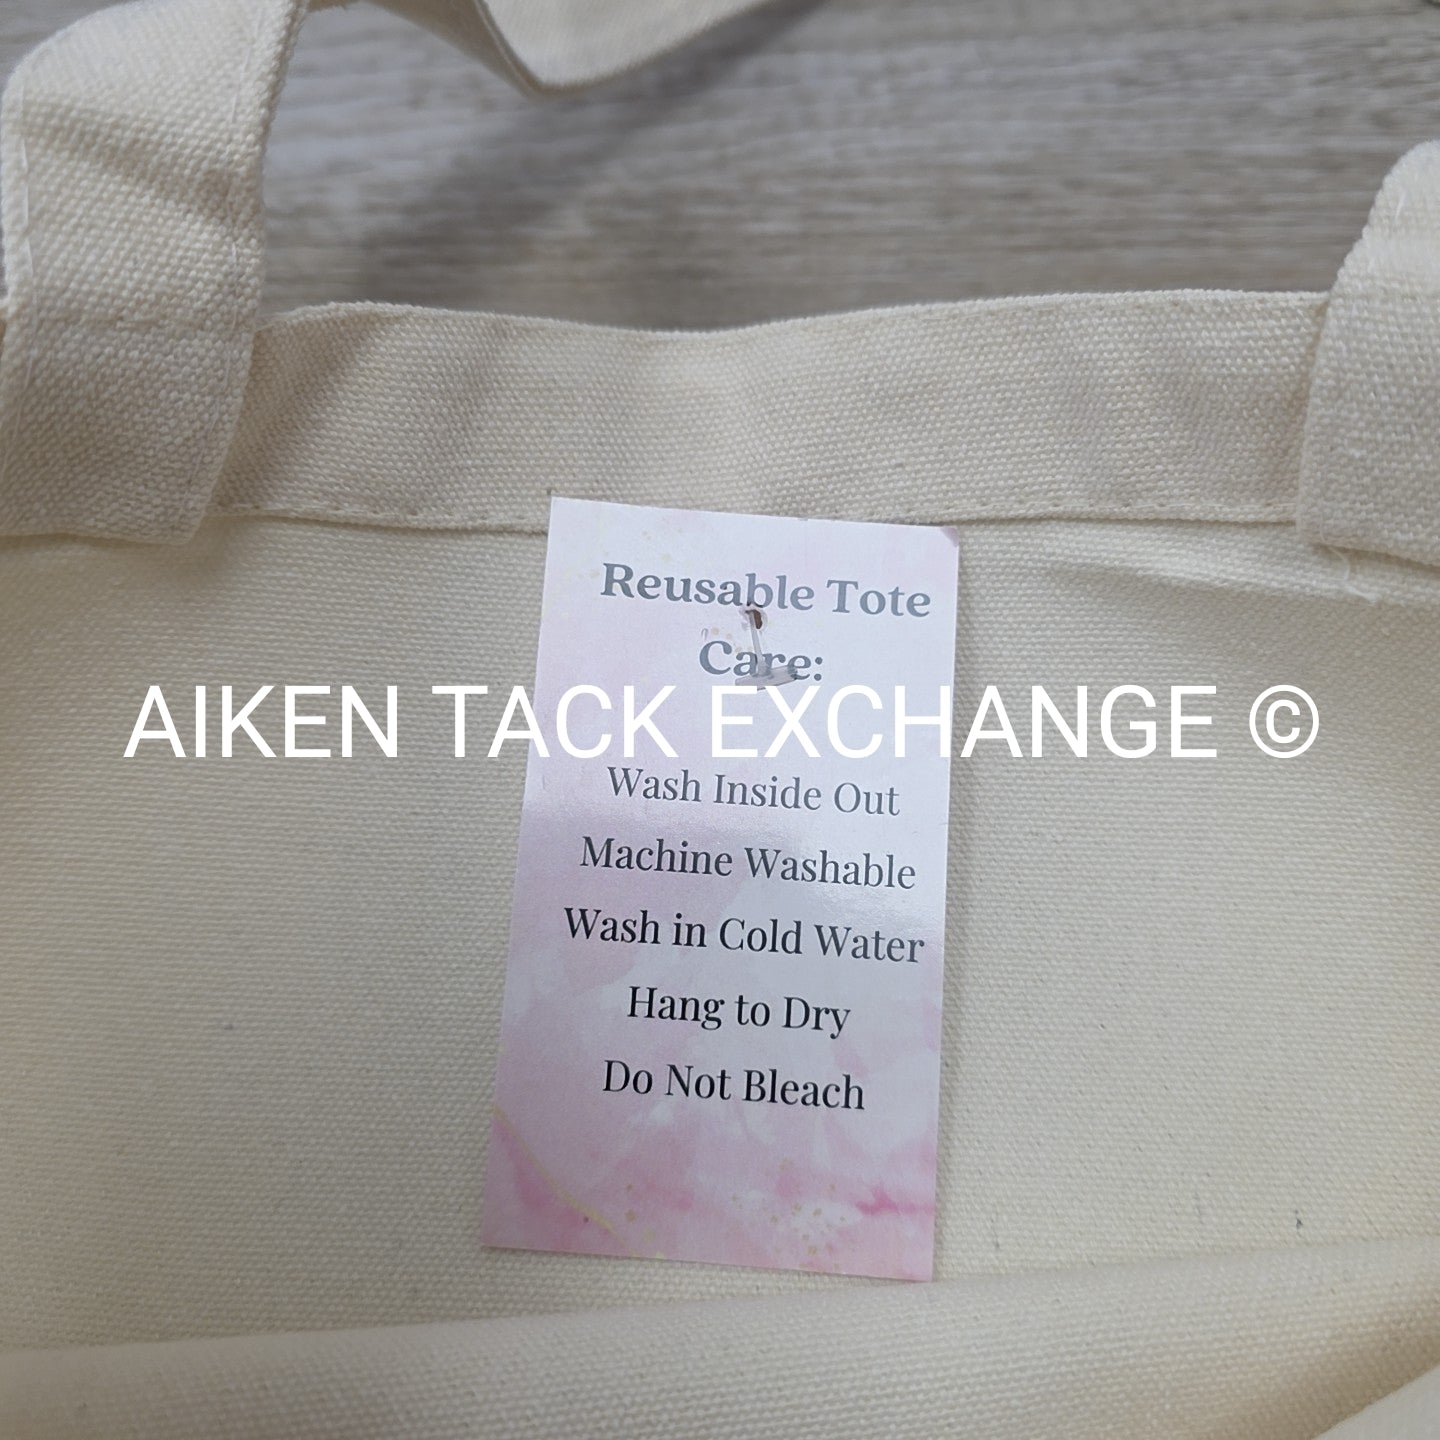 Reusable Tote
Care:
AIKEN TACK EXCHANGE ©
Wash Inside Out
Machine Washable
Wash in Cold Water
Hang to Dry
Do Not Bleach